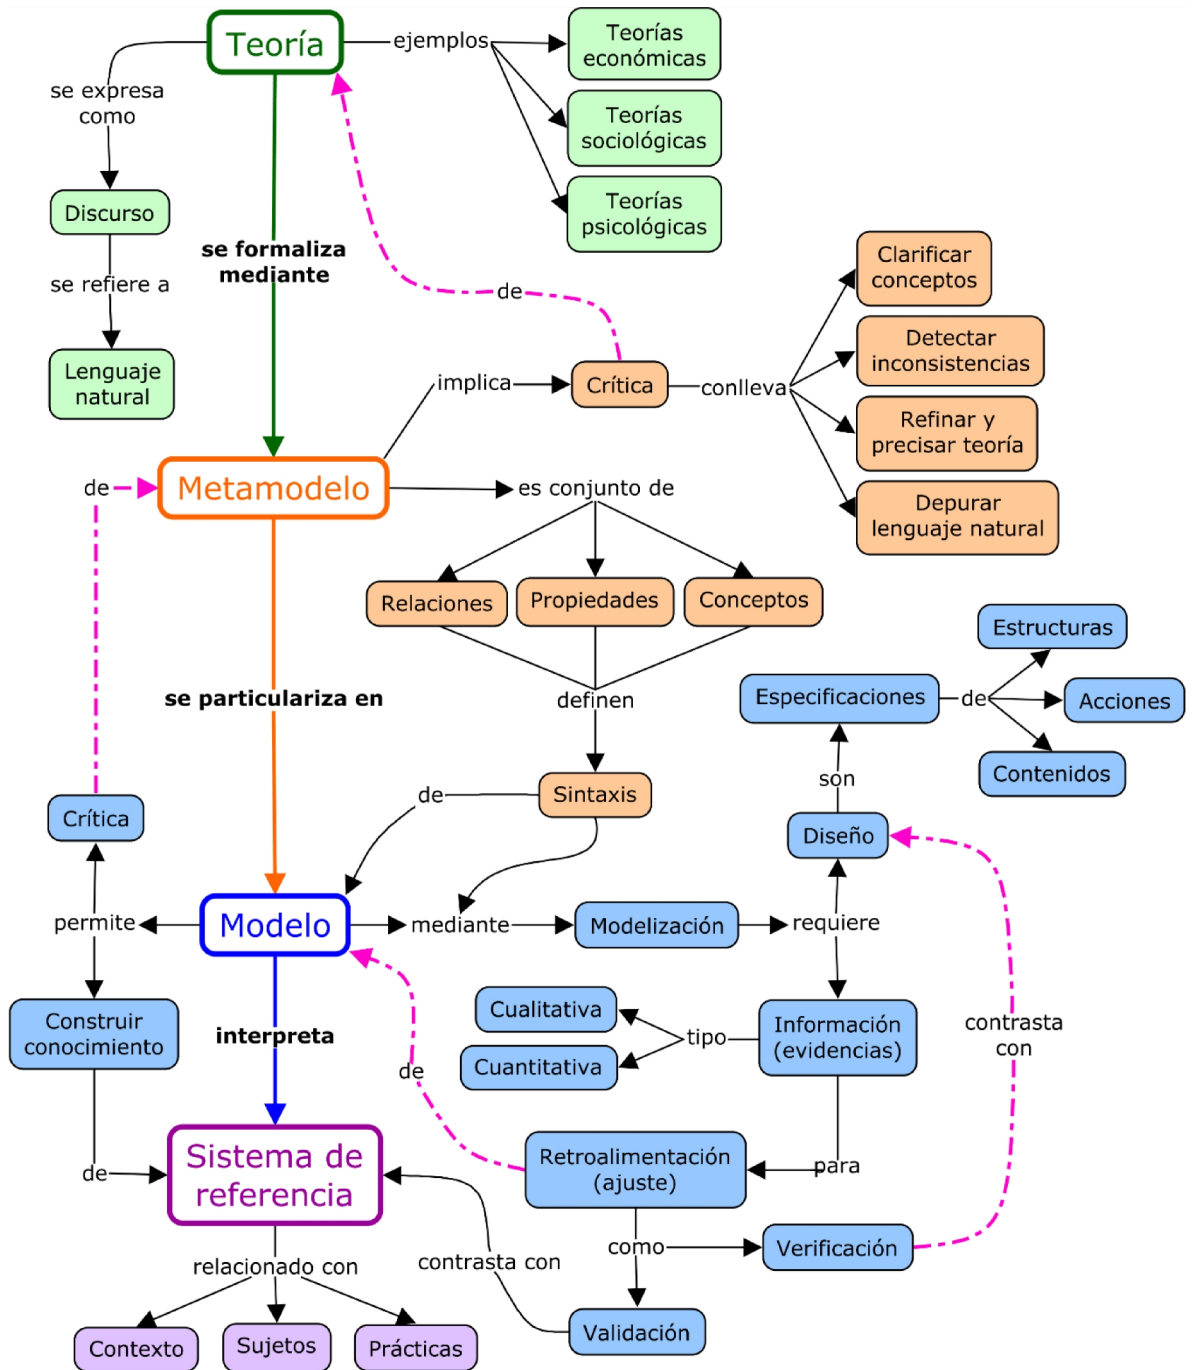 Teoría
ejemplos
Teorías
económicas
se expresa
como
Teorías
sociológicas
Teorías
psicológicas
Discurso
se formaliza
mediante
se refiere a
de
Clarificar
conceptos
Lenguaje
natural
implica
Crítica
conlleva
Detectar
inconsistencias
Refinar y
precisar teoría
de
Metamodelo
es conjunto de
Depurar
lenguaje natural
Relaciones
Propiedades
Conceptos
Estructuras
se particulariza en
definen
Especificaciones
de
Acciones
Contenidos
son
de
Sintaxis
Crítica
Diseño
permite
Modelo
mediante
Modelización
requiere
Construir
conocimiento
interpreta
Cualitativa
tipo
Cuantitativa
Información
(evidencias)
contrasta
con
de
de
Sistema de
referencia
Retroalimentación
(ajuste)
para
como
Verificación
relacionado con
contrasta con
Contexto
Sujetos
Prácticas
Validación